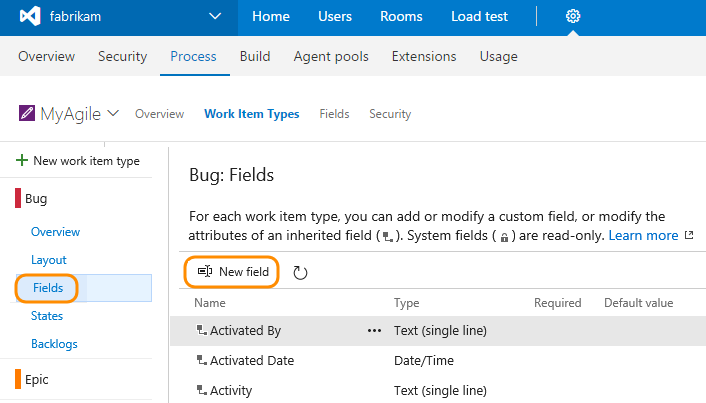 fabrikam Home Users Rooms Load test
Overview Security Process Build Agent pools Extensions Usage
MyAgile Overview Work Item Types Fields Security
New work item type
Bug
Overview
Layout
Fields
States
Backlogs
Epic
Bug: Fields
For each work item type, you can add or modify a custom field, or modify the
attributes of an inherited field ( ). System fields ( ) are read-only. Learn more
New field
Name Type Required Default value
Activated By ... Text (single line)
Activated Date Date/Time
Activity Text (single line)